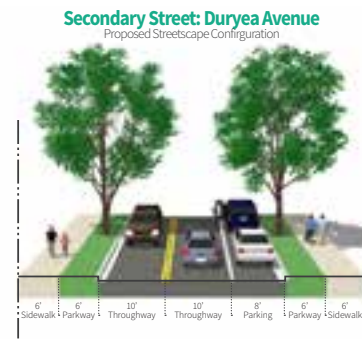 Secondary Street: Duryea Avenue
Proposed Streetscape Confirguration
6' 6' 10' 10' 8' 6' 6'
Sidewalk Parkway Throughway Throughway Parking Parkway Sidewalk